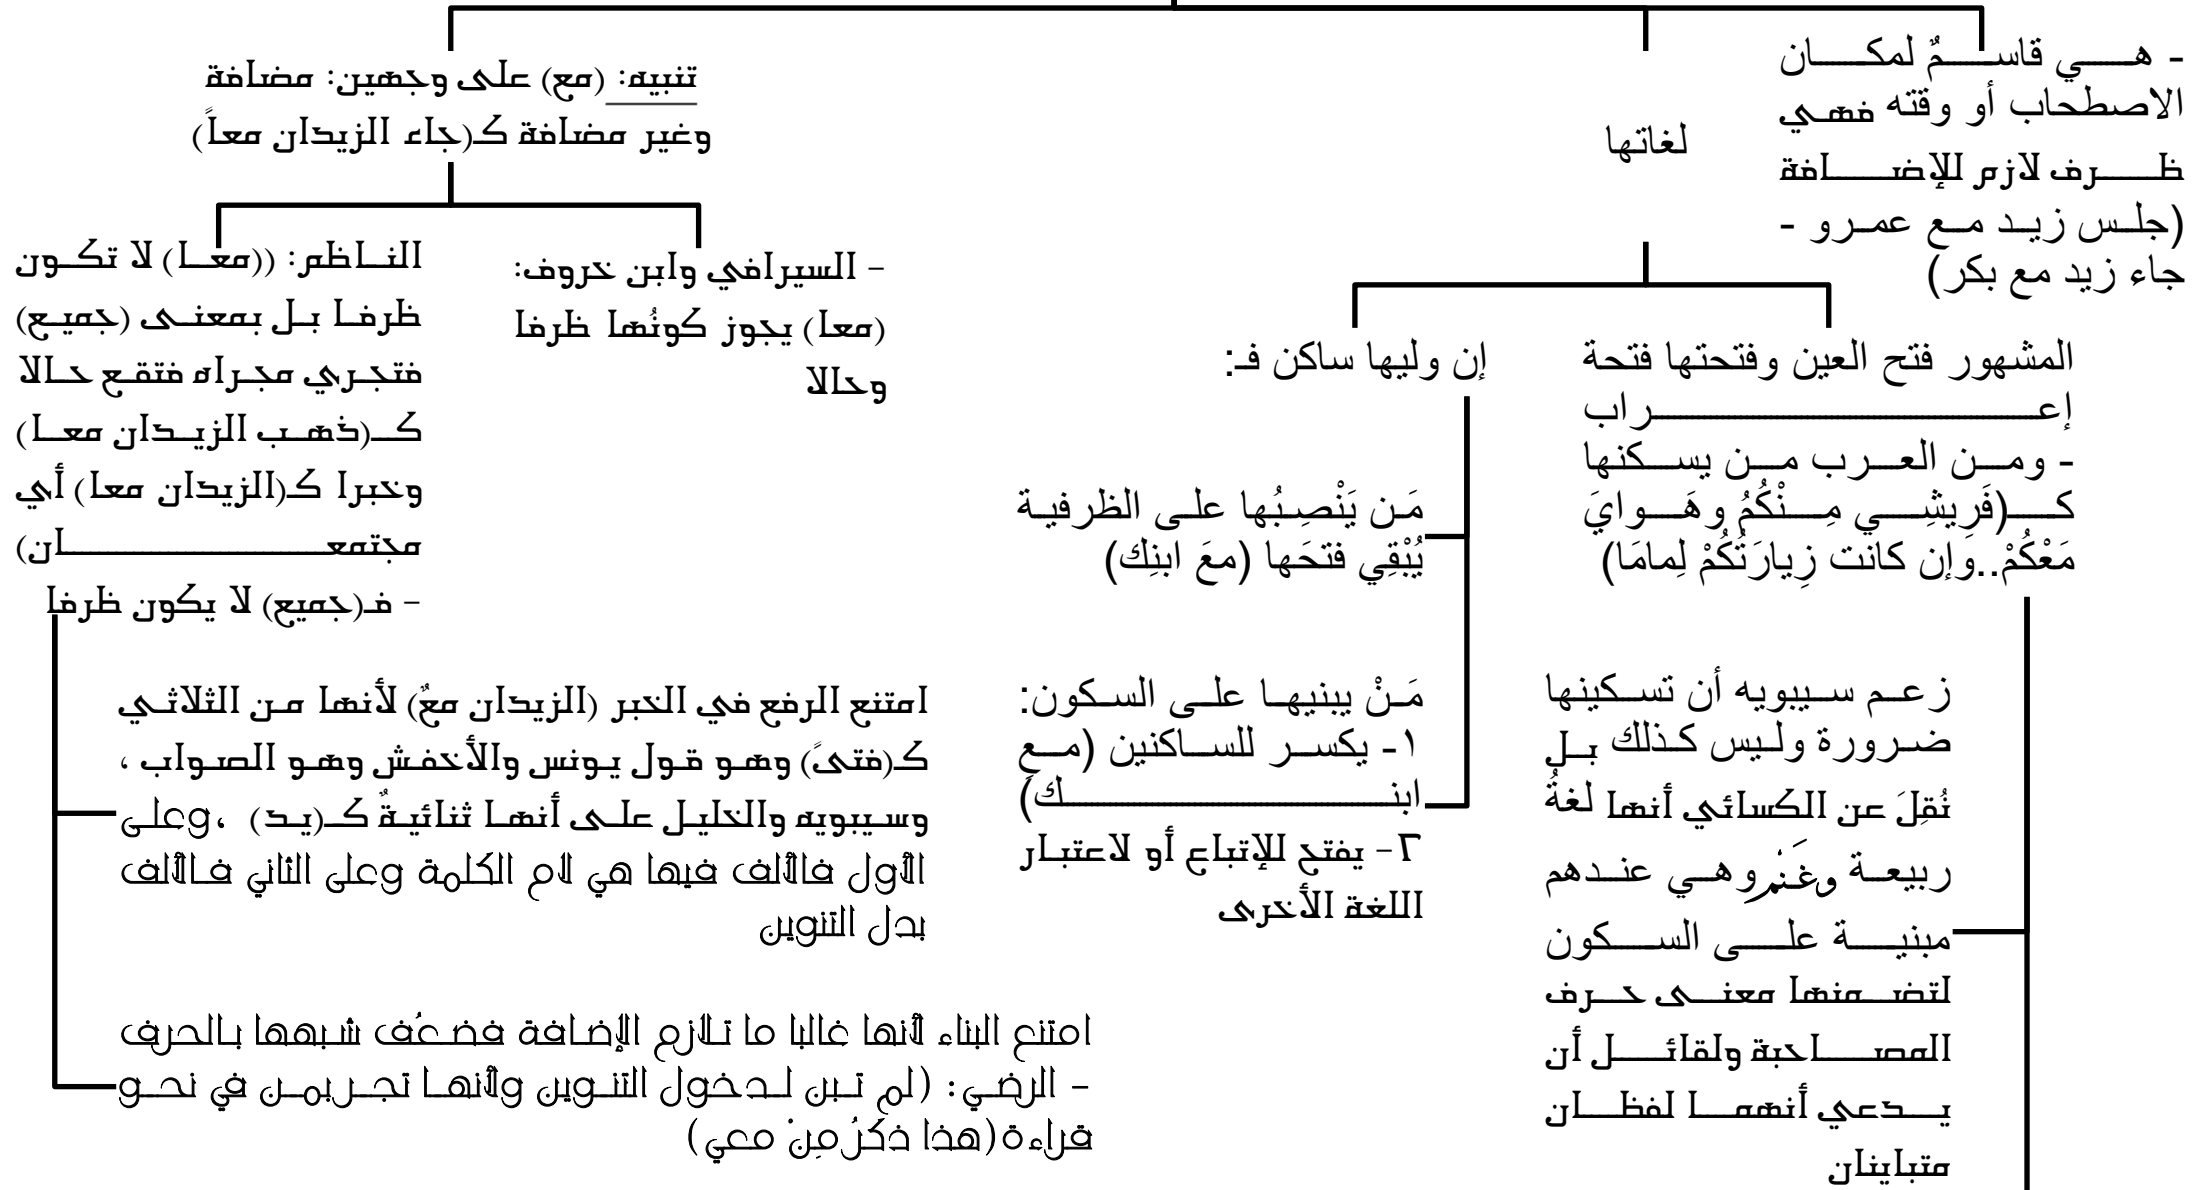 - هي قاسمٌ لمكان
الاصطحاب أو وقته فهي
ظرف لازم للإضافة
(جلس زيد مع عمرو -
جاء زيد مع بكر)
لغاتها
المشهور فتح العين وفتحتها فتحة
إعراب
- ومن العرب من يسكنها
كـ(فَرِيشِي مِنْكُمُ وهَوايَ
مَعْكُمْ..وَإن كانت زِيارَتُكُمْ لِمامَا)
زعم سيبويه أن تسكينها
ضرورة وليس كذلك بل
نُقِلَ عن الكسائي أنها لغةُ
ربيعة وغَنْم وهي عندهم
مبنية على السكون
لتضمنها معنى حرف
المصاحبة ولقائل أن
يدعي أنهما لفظان
متباينان
إن وليها ساكن فـ:
مَن يَنْصِبُها على الظرفية
يُبْقِي فتحَها (معَ ابنِك)
مَنْ يبنيها على السكون:
١- يكسر للساكنين (معِ
ابنك)
٢- يفتح للإتباع أو لاعتبار
اللغة الأخرى
تنبيه: (مع) على وجهين: مضافة
وغير مضافة كـ(جاء الزيدان معاً)
- السيرافي وابن خروف:
(معا) يجوز كونُها ظرفا
وحالا
الناظم: ((معا) لا تكون
ظرفا بل بمعنى (جميع)
فتجري مجراه فتقع حالا
كـ(ذهب الزيدان معا)
وخبرا كـ(الزيدان معا) أي
مجتمعان)
- فـ(جميع) لا يكون ظرفا
امتنع الرفع في الخبر (الزيدان معٌ) لأنها من الثلاثي
كـ(فتىً) وهو قول يونس والأخفش وهو الصواب ،
وسيبويه والخليل على أنها ثنائيةٌ كـ(يد) ،وعلى
الأول فالألف فيها هي لام الكلمة وعلى الثاني فالألف
بدل التنوين
امتنع البناء لأنها غالبا ما تلازم الإضافة فضعُف شبهها بالحرف
- الرضي: (لم تبن لدخول التنوين ولأنها تجر بمن في نحو
قراءة(هذا ذكرُ مِنْ معي)